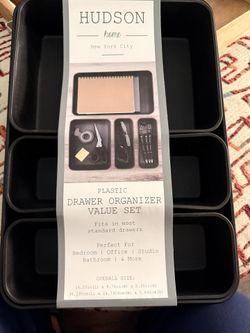 HUDSON
home
New York City
PLASTIC
DRAWER ORGANIZER
VALUE SET
Fits in most
standard drawers
Perfect For
Bedroom | Office | Studio
Bathroom | & More
OVERALL SIZE: